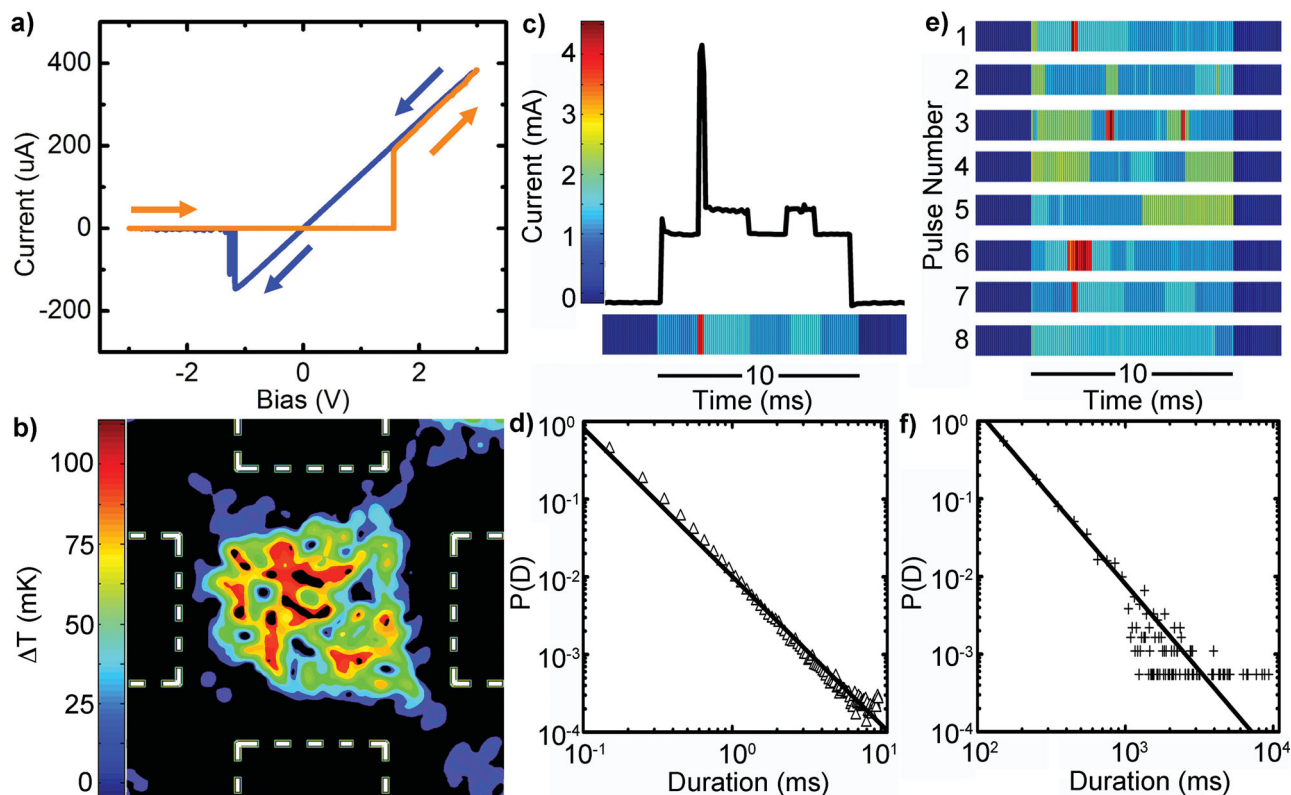 a)
Current (uA)
400
200
0
-200
-2
0
2
Bias (V)
b)
ΔT (mK)
100
75
50
25
0
c)
Current (mA)
4
3
2
1
0
10
Time (ms)
d)
P(D)
10^0
10^-1
10^-2
10^-3
10^-4
10^-1
10^0
10^1
Duration (ms)
e)
Pulse Number
1
2
3
4
5
6
7
8
10
Time (ms)
f)
P(D)
10^0
10^-1
10^-2
10^-3
10^-4
10^2
10^3
10^4
Duration (ms)